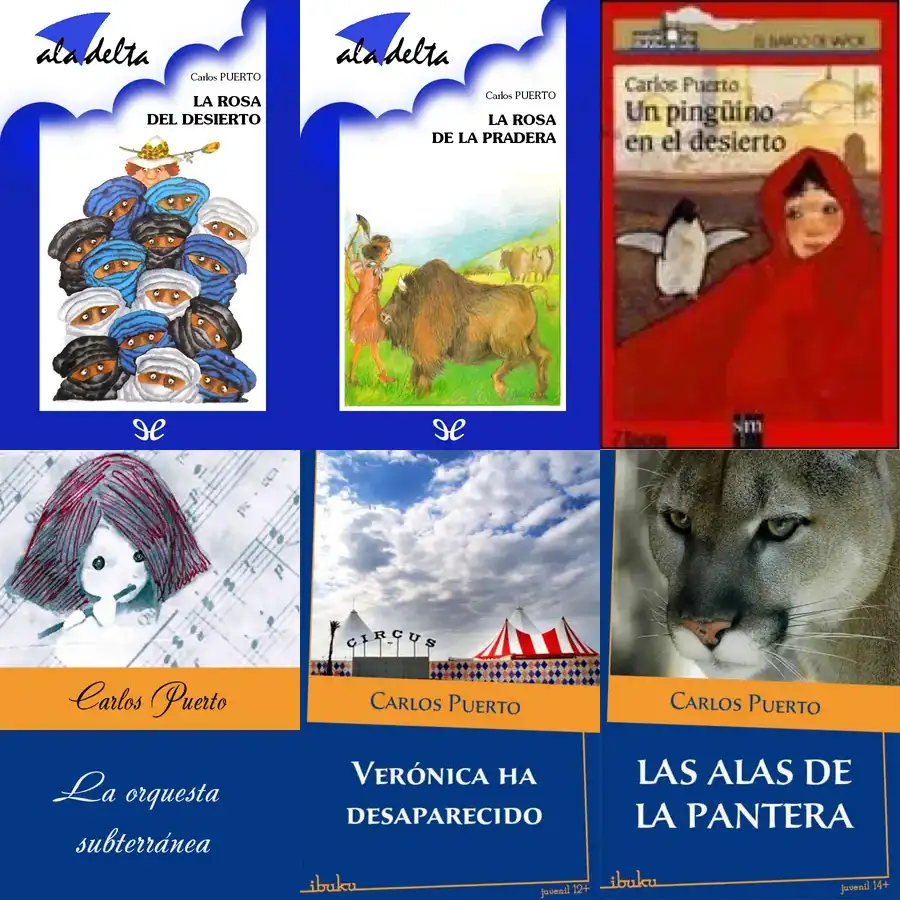 ala delta
Carlos PUERTO
LA ROSA
DEL DESIERTO
ala delta
Carlos PUERTO
LA ROSA
DE LA PRADERA
EL BARCO DE VAPOR
Carlos Puerto
Un pingüino
en el desierto
sm
Carlos Puerto
La orquesta
subterránea
CIRCUS
CARLOS PUERTO
VERÓNICA HA
DESAPARECIDO
ibuku
juvenil 12+
CARLOS PUERTO
LAS ALAS DE
LA PANTERA
ibuku
juvenil 14+